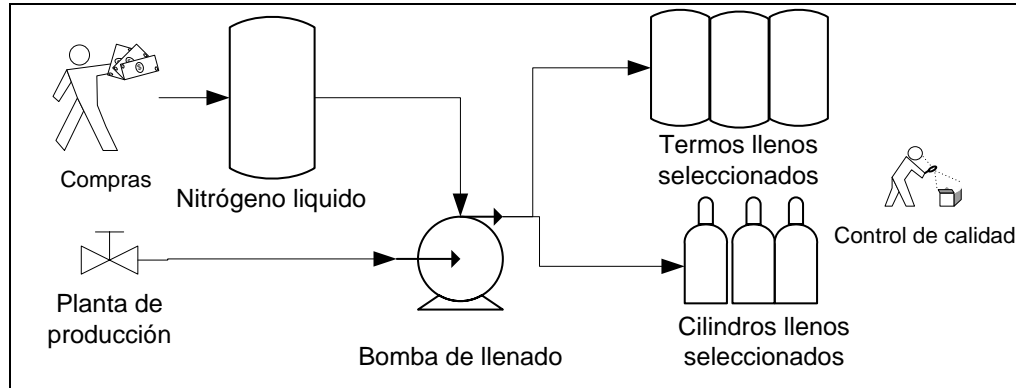 Compras
Nitrógeno liquido
Termos llenos
seleccionados
Control de calidad
Planta de
producción
Bomba de llenado
Cilindros llenos
seleccionados